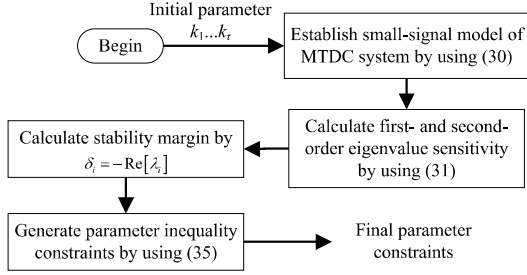 Initial parameter
k₁...kτ
Begin
Establish small-signal model of
MTDC system by using (30)
Calculate first- and second-
order eigenvalue sensitivity
by using (31)
Calculate stability margin by
δᵢ = −Re[λᵢ]
Generate parameter inequality
constraints by using (35)
Final parameter
constraints